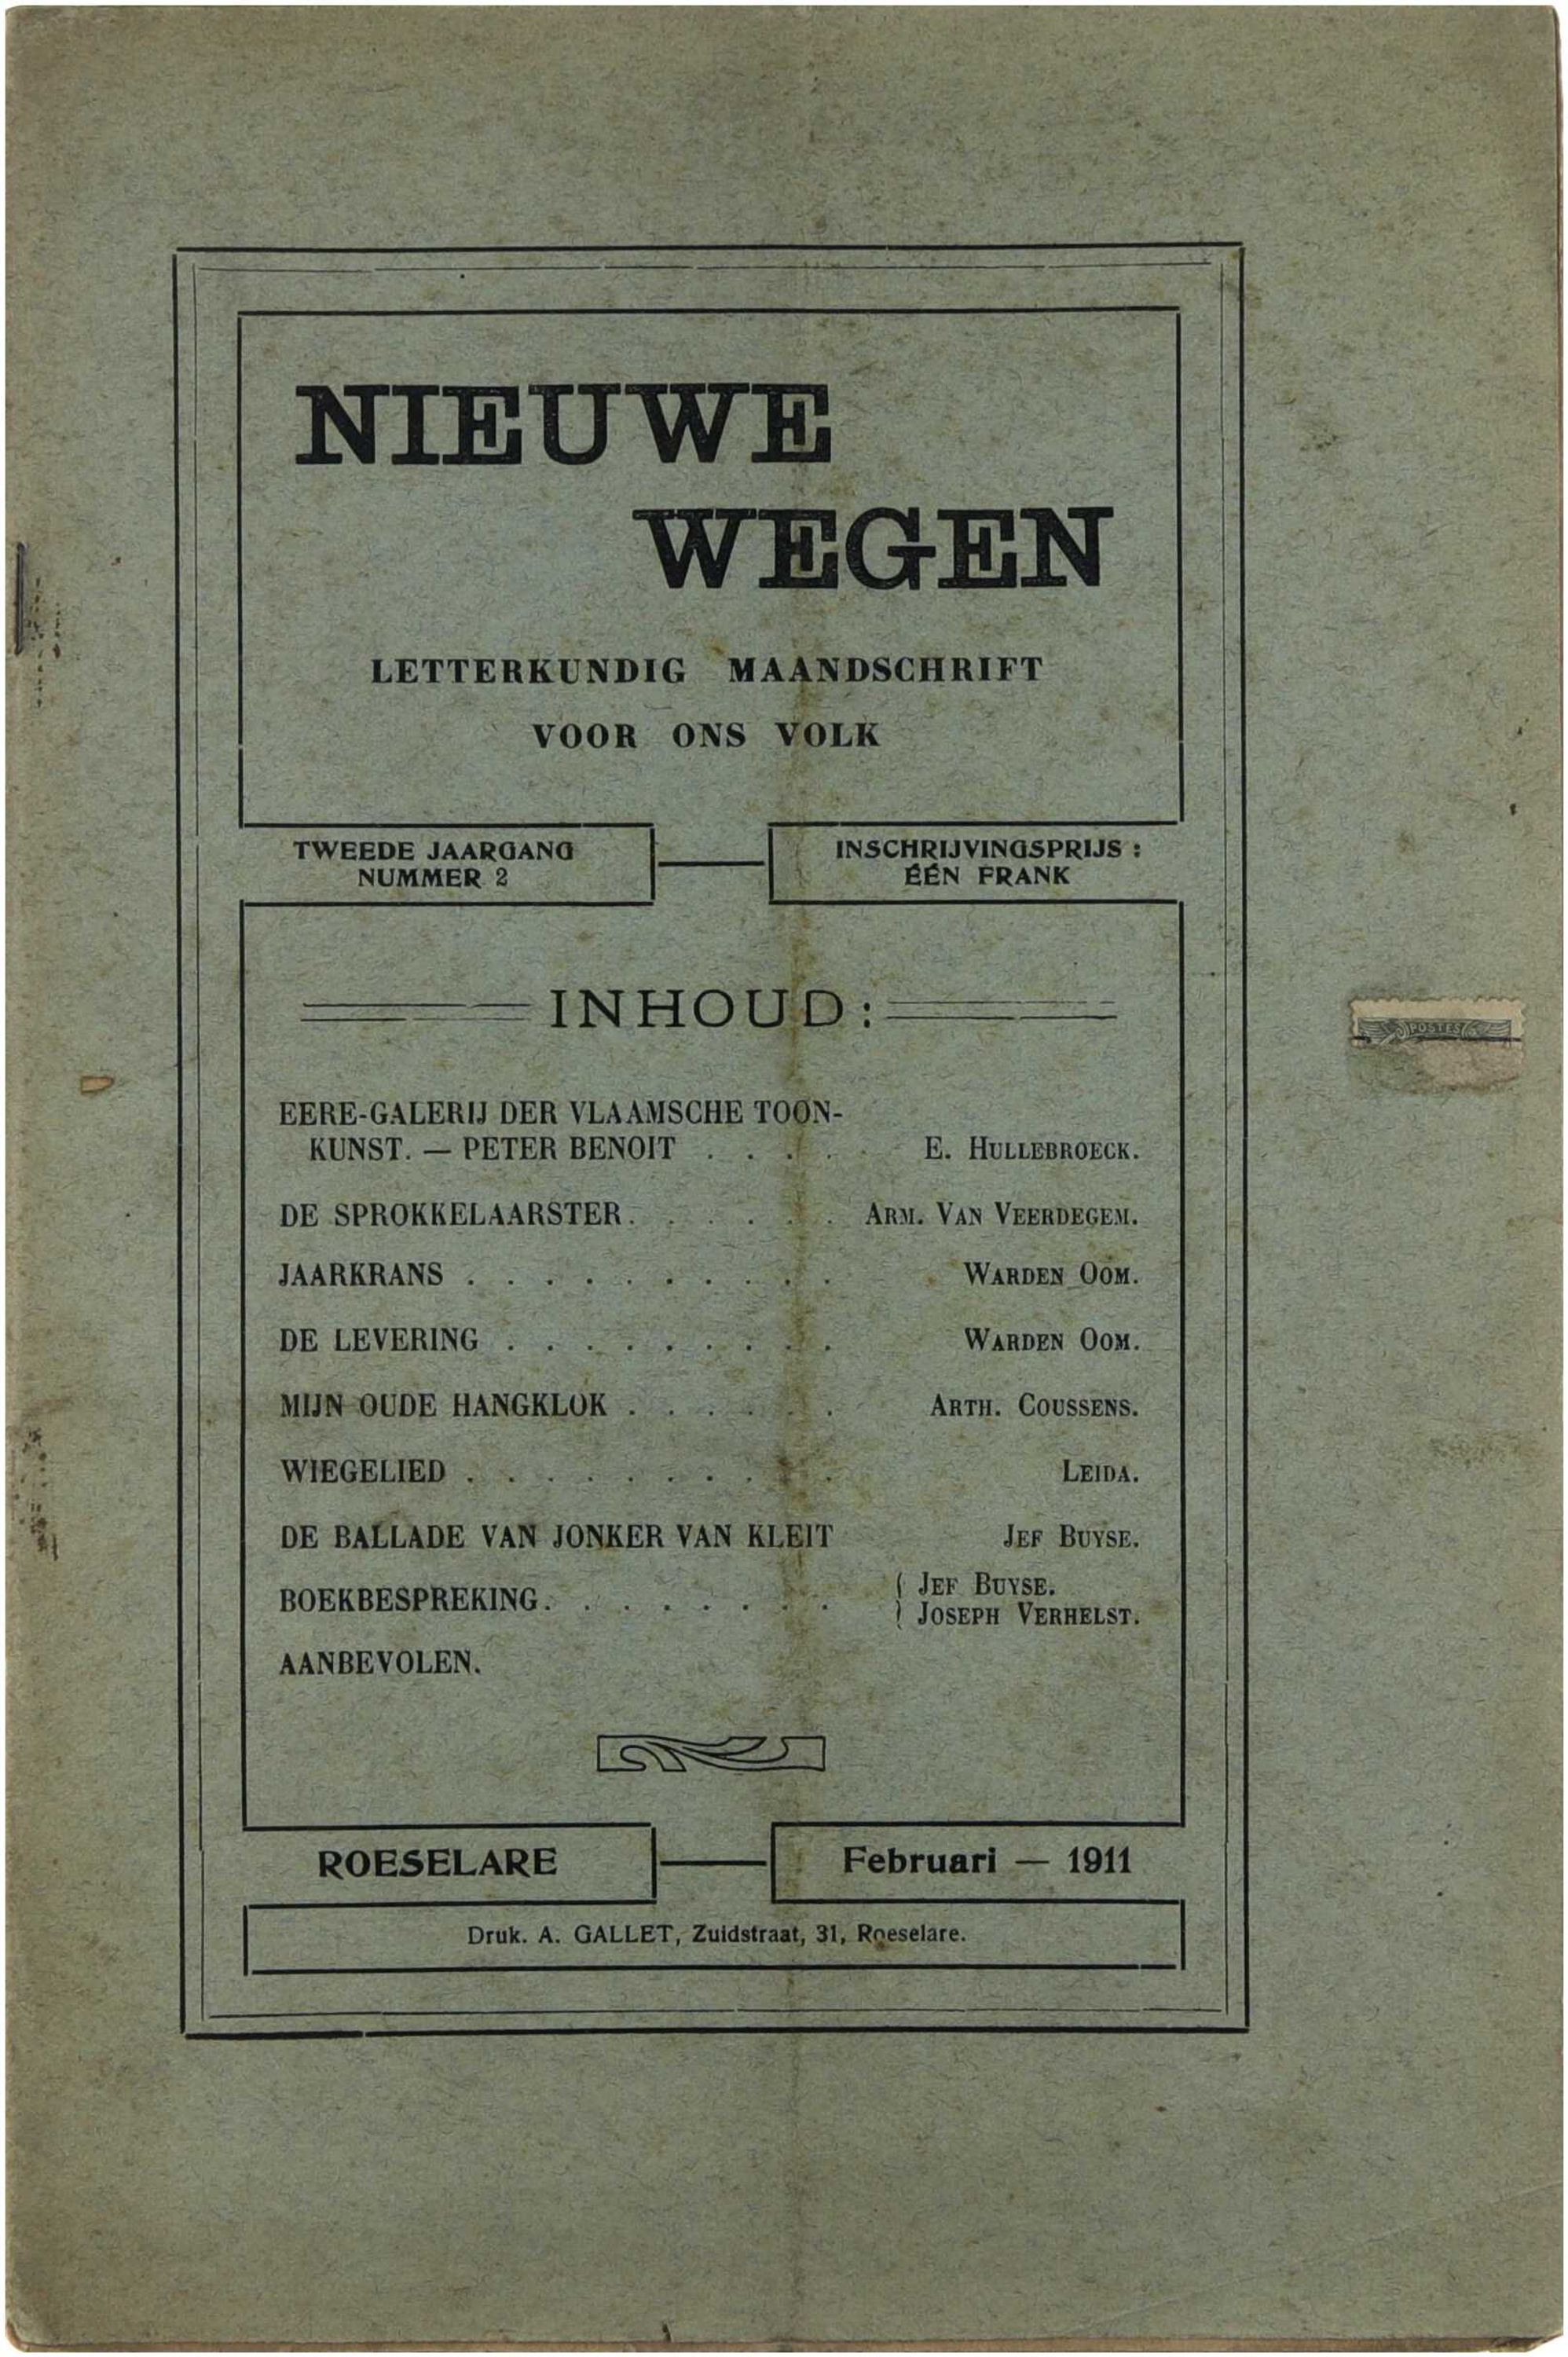 NIEUWE
WEGEN
LETTERKUNDIG MAANDSCHRIFT
VOOR ONS VOLK
TWEEDE JAARGANG
NUMMER 2
INSCHRIJVINGSPRIJS :
ÉÉN FRANK
INHOUD:
EERE-GALERIJ DER VLAAMSCHE TOON-
KUNST. — PETER BENOIT . . . . . E. HULLEBROECK.
DE SPROKKELAARSTER. . . . . . ARM. VAN VEERDEGEM.
JAARKRANS . . . . . . . . . . . WARDEN OOM.
DE LEVERING . . . . . . . . . WARDEN OOM.
MIJN OUDE HANGKLOK . . . . . . ARTH. COUSSENS.
WIEGELIED . . . . . . . . . . LEIDA.
DE BALLADE VAN JONKER VAN KLEIT JEF BUYSE.
BOEKBESPREKING. . . . . . . . JEF BUYSE.
JOSEPH VERHELST.
AANBEVOLEN.
ROESELARE
Februari — 1911
Druk. A. GALLET, Zuidstraat, 31, Roeselare.
POSTES